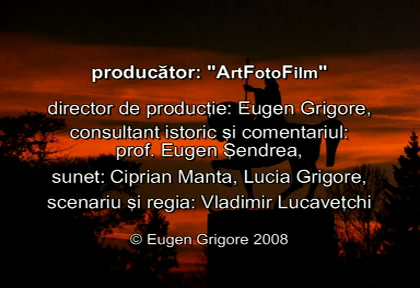 producător: "ArtFotoFilm"
director de producție: Eugen Grigore,
consultant istoric și comentariul:
prof. Eugen Șendrea,
sunet: Ciprian Manta, Lucia Grigore,
scenariu și regia: Vladimir Lucavețchi
© Eugen Grigore 2008